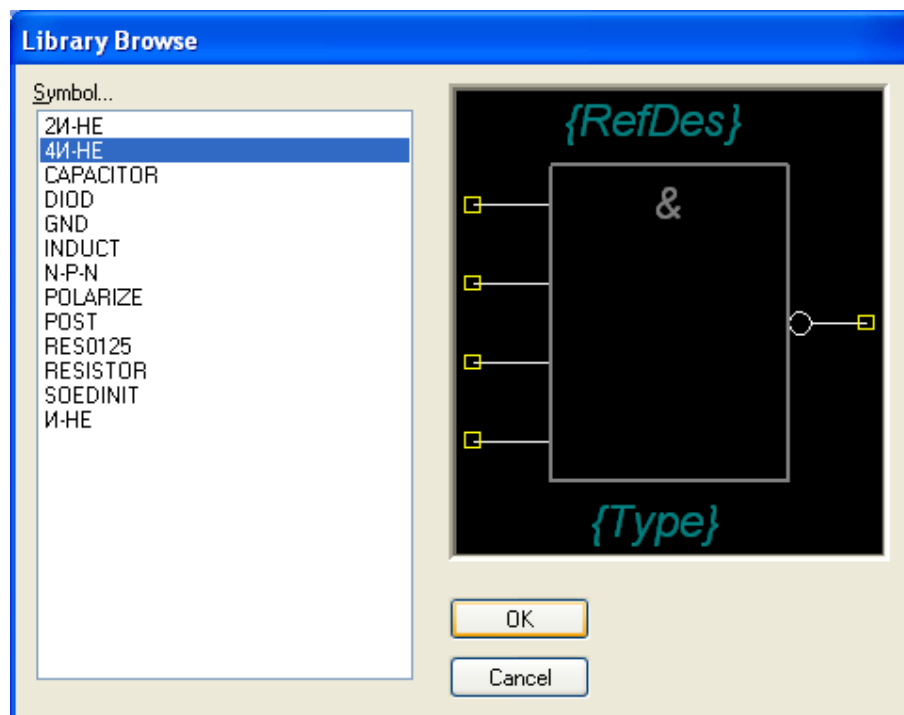 Library Browse
Symbol...
2И-НЕ
4И-НЕ
CAPACITOR
DIOD
GND
INDUCT
N-P-N
POLARIZE
POST
RES0125
RESISTOR
SOEDINIT
И-НЕ
{RefDes}
&
{Type}
OK
Cancel